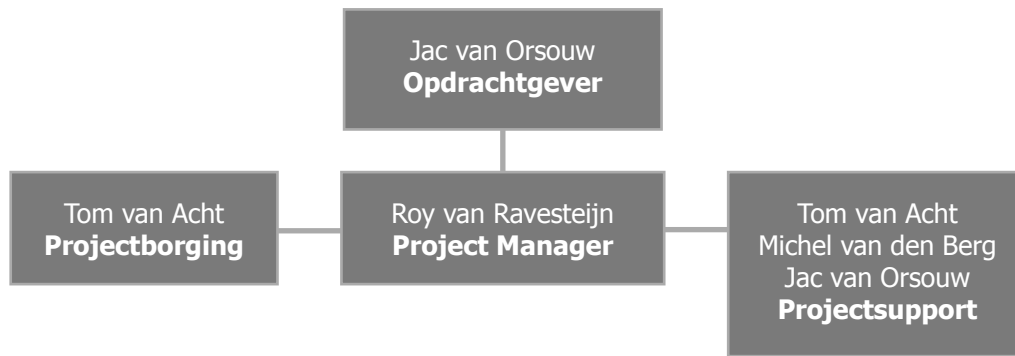 Jac van Orsouw
Opdrachtgever
Tom van Acht
Projectborging
Roy van Ravesteijn
Project Manager
Tom van Acht
Michel van den Berg
Jac van Orsouw
Projectsupport